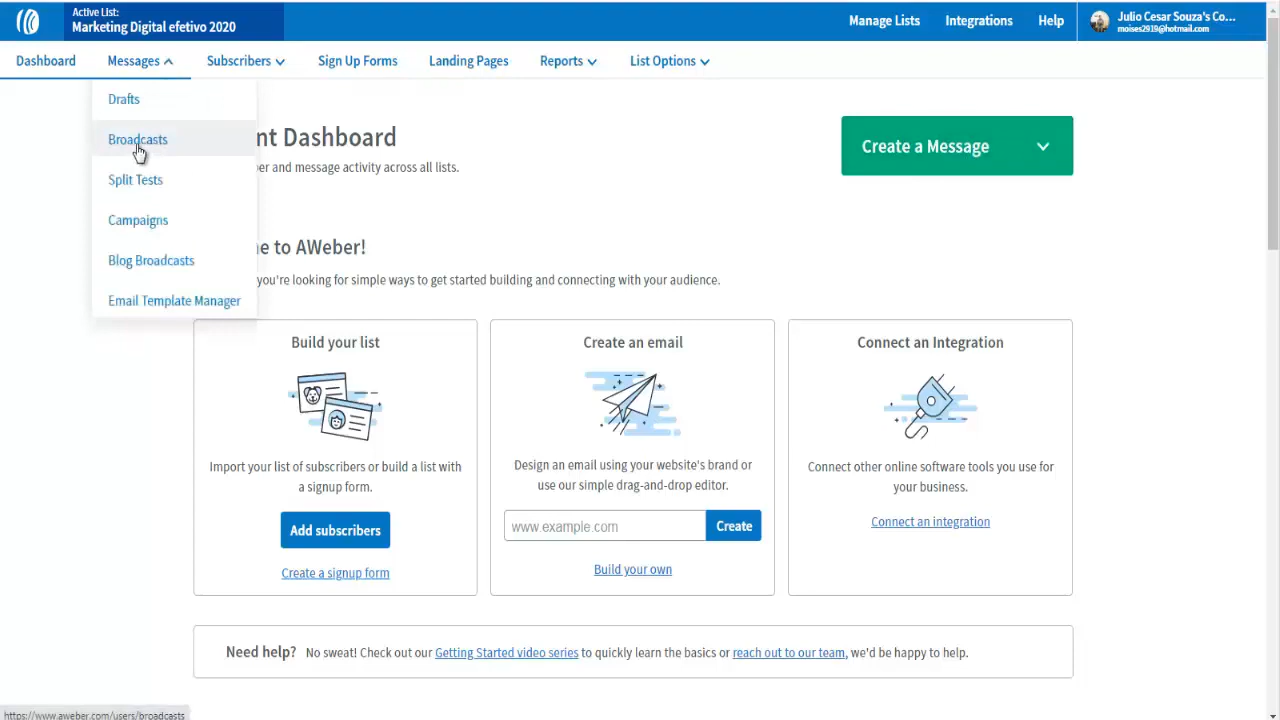 Active List:
Marketing Digital efetivo 2020
Manage Lists
Integrations
Help
Julio Cesar Souza's Co...
moises2919@hotmail.com
Dashboard
Messages
Subscribers
Sign Up Forms
Landing Pages
Reports
List Options
Drafts
Broadcasts
Split Tests
Campaigns
Blog Broadcasts
Email Template Manager
nt Dashboard
er and message activity across all lists.
Create a Message
e to AWeber!
you're looking for simple ways to get started building and connecting with your audience.
Build your list
Import your list of subscribers or build a list with
a signup form.
Add subscribers
Create a signup form
Create an email
Design an email using your website's brand or
use our simple drag-and-drop editor.
www.example.com
Create
Build your own
Connect an Integration
Connect other online software tools you use for
your business.
Connect an integration
Need help? No sweat! Check out our Getting Started video series to quickly learn the basics or reach out to our team, we'd be happy to help.
https://www.aweber.com/users/broadcasts